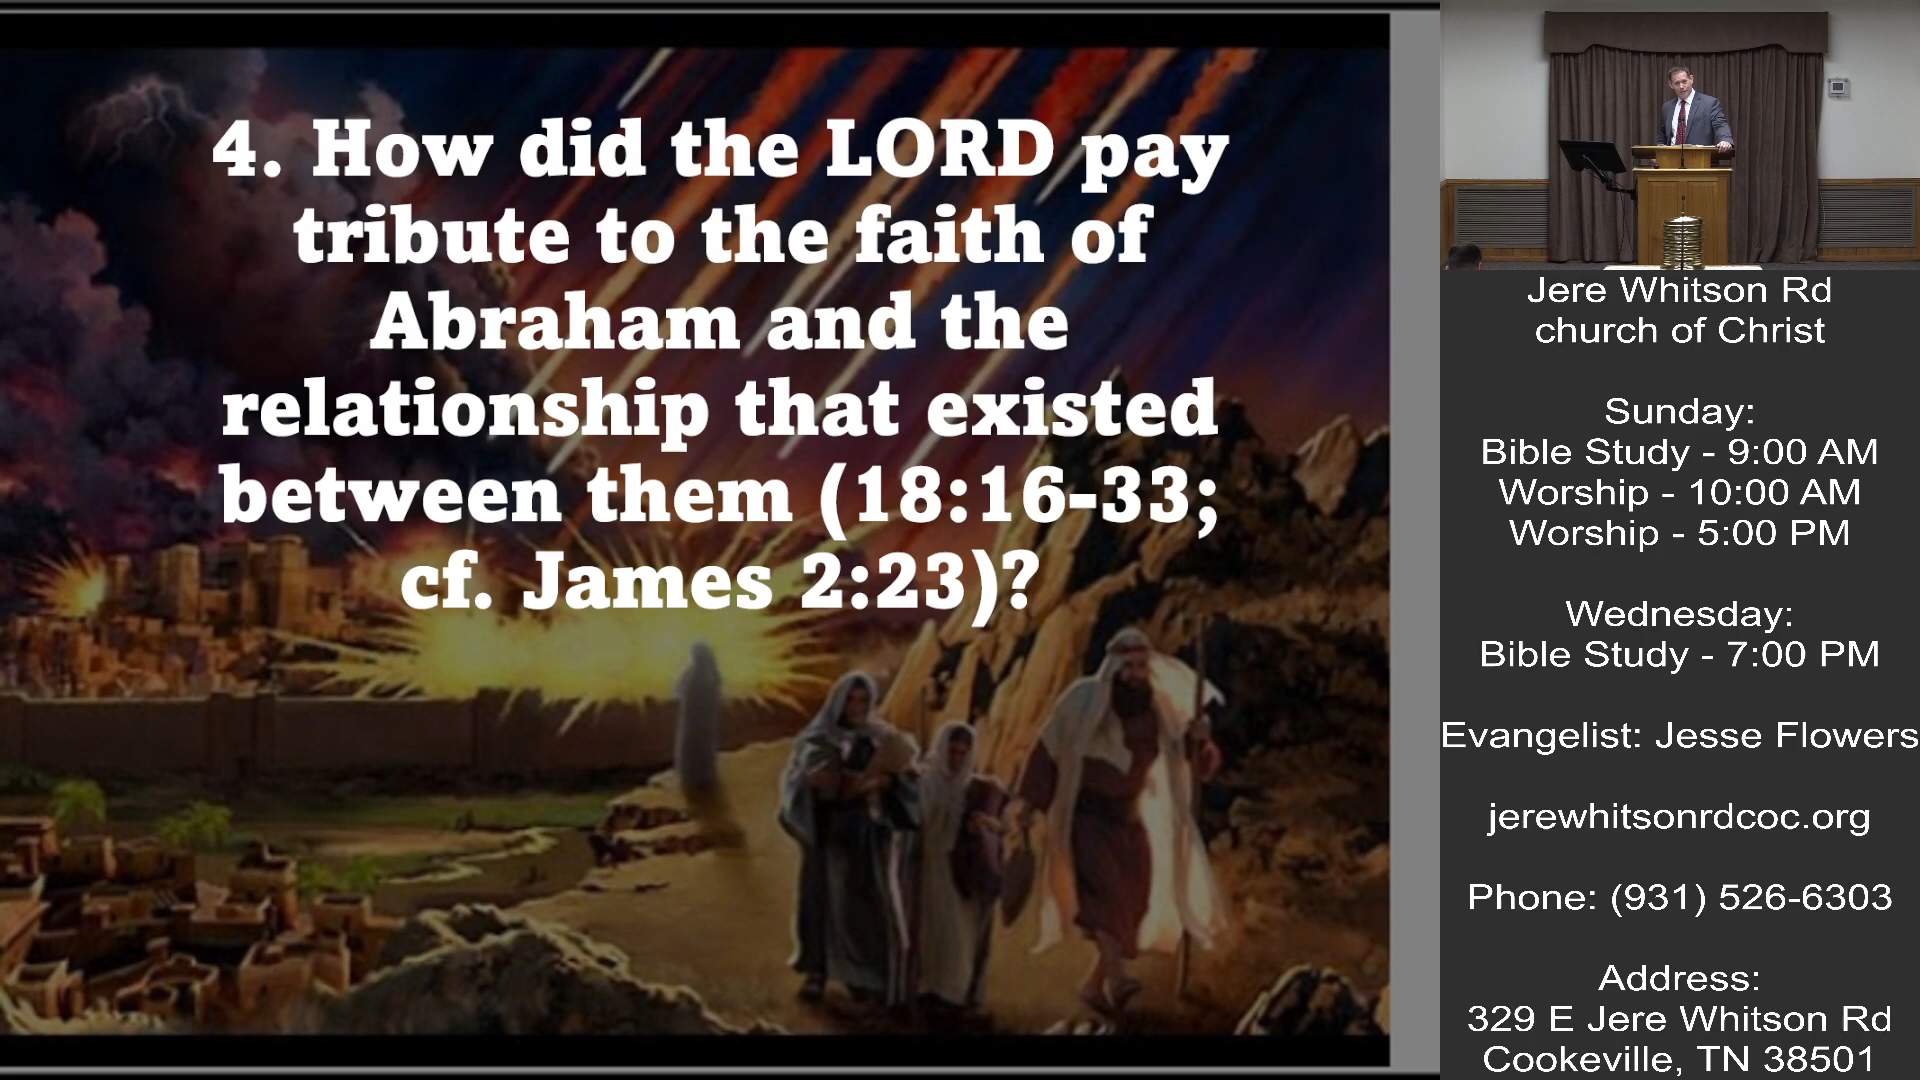 4. How did the LORD pay
tribute to the faith of
Abraham and the
relationship that existed
between them (18:16-33;
cf. James 2:23)?
Jere Whitson Rd
church of Christ
Sunday:
Bible Study - 9:00 AM
Worship - 10:00 AM
Worship - 5:00 PM
Wednesday:
Bible Study - 7:00 PM
Evangelist: Jesse Flowers
jerewhitsonrdcoc.org
Phone: (931) 526-6303
Address:
329 E Jere Whitson Rd
Cookeville, TN 38501